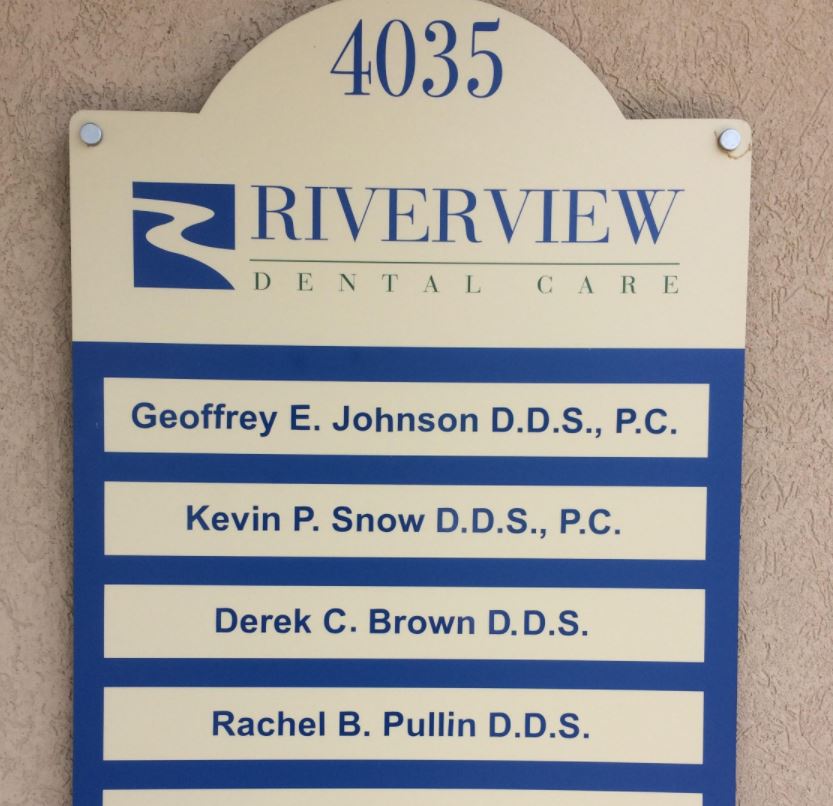 4035
RIVERVIEW
DENTAL CARE
Geoffrey E. Johnson D.D.S., P.C.
Kevin P. Snow D.D.S., P.C.
Derek C. Brown D.D.S.
Rachel B. Pullin D.D.S.